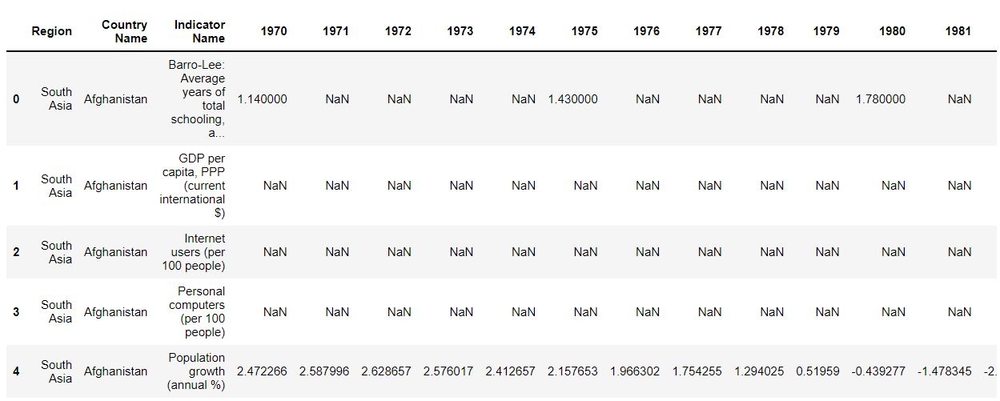 Region Country Name Indicator Name 1970 1971 1972 1973 1974 1975 1976 1977 1978 1979 1980 1981
0 South Asia Afghanistan Barro-Lee: Average years of total schooling, a... 1.140000 NaN NaN NaN NaN 1.430000 NaN NaN NaN NaN 1.780000 NaN
1 South Asia Afghanistan GDP per capita, PPP (current international $) NaN NaN NaN NaN NaN NaN NaN NaN NaN NaN NaN NaN
2 South Asia Afghanistan Internet users (per 100 people) NaN NaN NaN NaN NaN NaN NaN NaN NaN NaN NaN NaN
3 South Asia Afghanistan Personal computers (per 100 people) NaN NaN NaN NaN NaN NaN NaN NaN NaN NaN NaN NaN
4 South Asia Afghanistan Population growth (annual %) 2.472266 2.587996 2.628657 2.576017 2.412657 2.157653 1.966302 1.754255 1.294025 0.51959 -0.439277 -1.478345 -2.